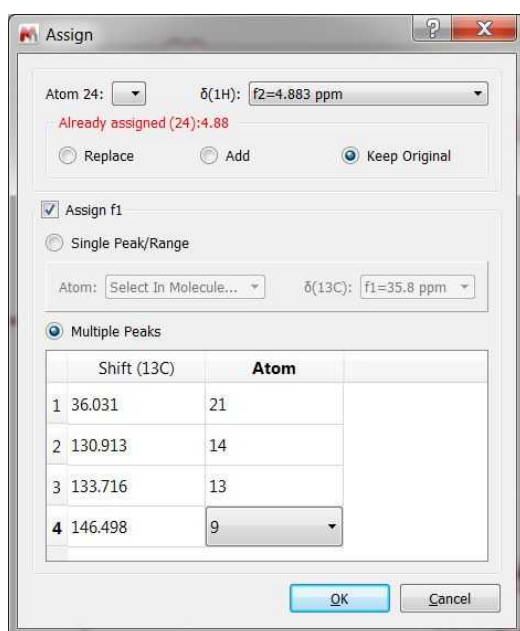 Assign
Atom 24: δ(1H): f2=4.883 ppm
Already assigned (24):4.88
Replace Add Keep Original
Assign f1
Single Peak/Range
Atom: Select In Molecule... δ(13C): f1=35.8 ppm
Multiple Peaks
Shift (13C) Atom
1 36.031 21
2 130.913 14
3 133.716 13
4 146.498 9
OK Cancel